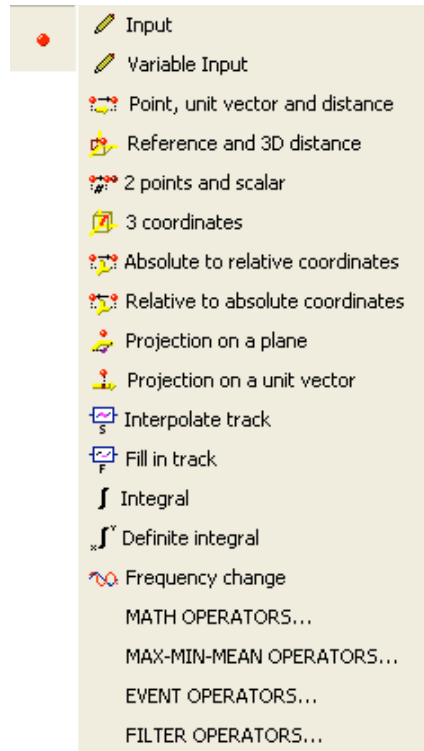 Input
Variable Input
Point, unit vector and distance
Reference and 3D distance
# 2 points and scalar
3 coordinates
Absolute to relative coordinates
Relative to absolute coordinates
Projection on a plane
Projection on a unit vector
S Interpolate track
F Fill in track
∫ Integral
x∫Y Definite integral
Frequency change
MATH OPERATORS...
MAX-MIN-MEAN OPERATORS...
EVENT OPERATORS...
FILTER OPERATORS...